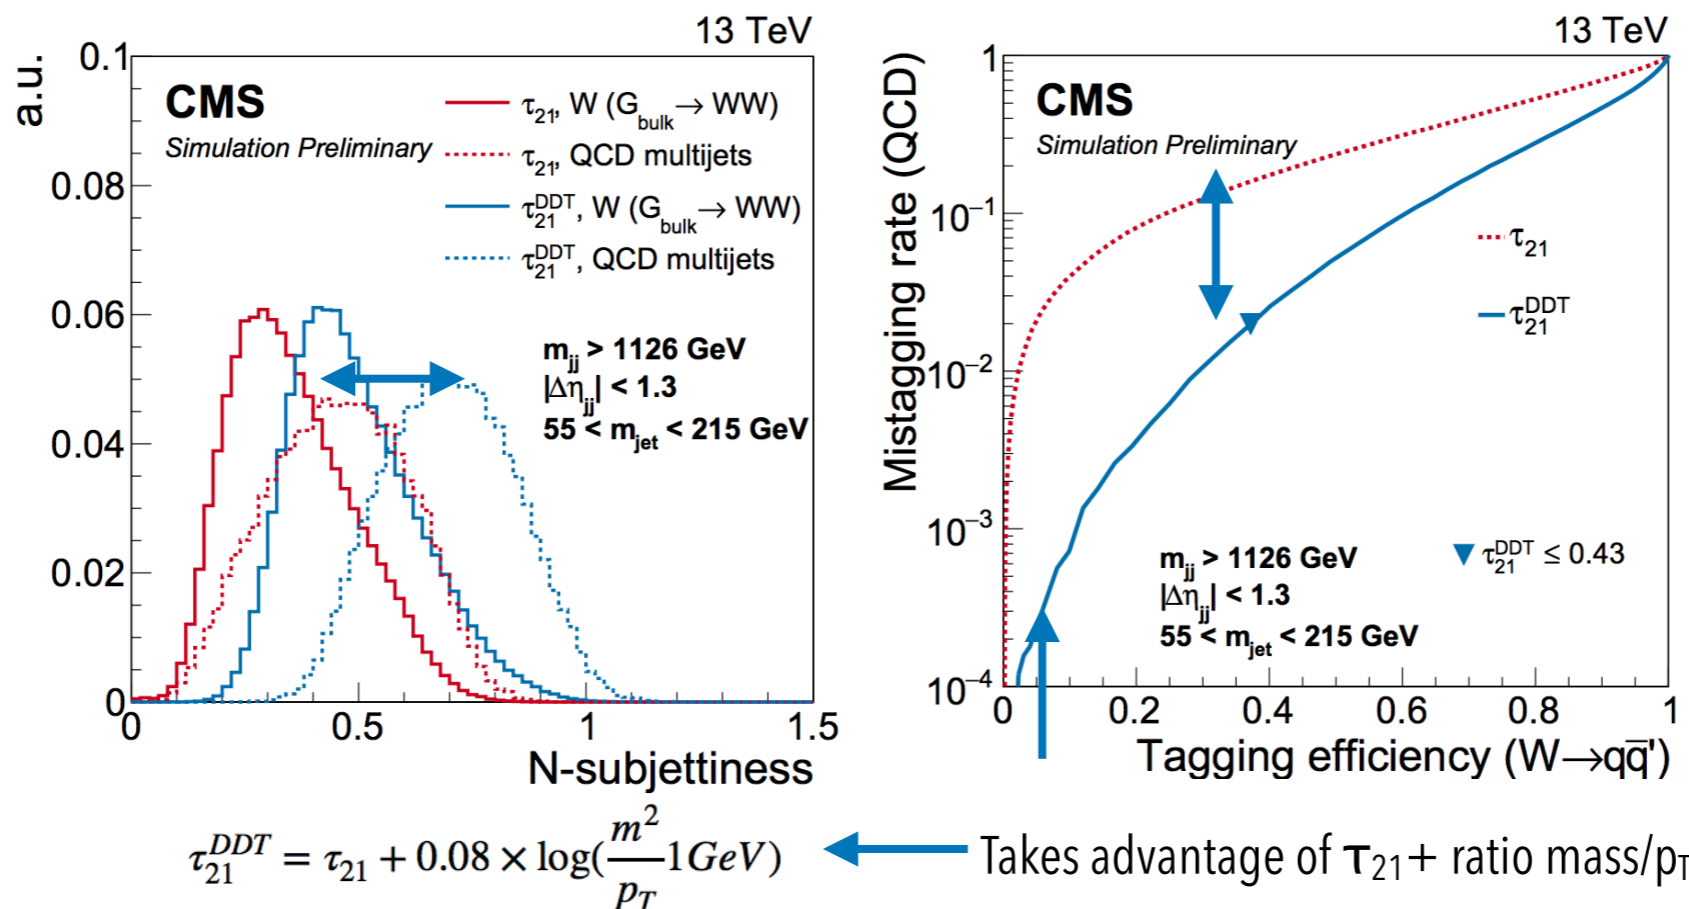 13 TeV
a.u.
0.1
0.08
0.06
0.04
0.02
0
CMS
Simulation Preliminary
τ21, W (Gbulk → WW)
τ21, QCD multijets
τ21DDT, W (Gbulk → WW)
τ21DDT, QCD multijets
mjj > 1126 GeV
|Δηjj| < 1.3
55 < mjet < 215 GeV
0 0.5 1 1.5
N-subjettiness
13 TeV
Mistagging rate (QCD)
1
10−1
10−2
10−3
10−4
CMS
Simulation Preliminary
τ21
τ21DDT
τ21DDT ≤ 0.43
mjj > 1126 GeV
|Δηjj| < 1.3
55 < mjet < 215 GeV
0 0.2 0.4 0.6 0.8 1
Tagging efficiency (W→qq̅')
τ21DDT = τ21 + 0.08 × log(m2/pT 1GeV)
Takes advantage of τ21+ ratio mass/pT